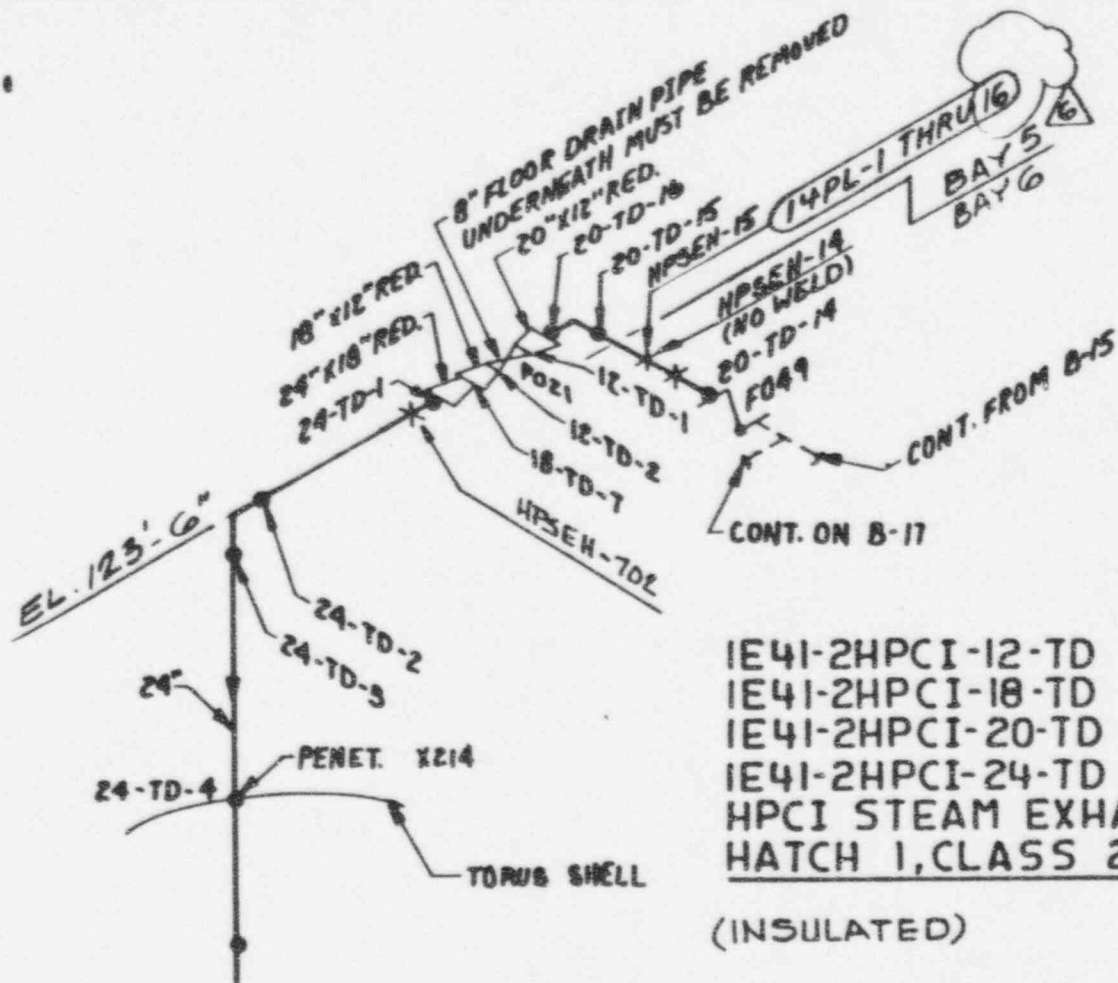 8" FLOOR DRAIN PIPE
UNDERNEATH MUST BE REMOVED
20"X12" RED.
20-TD-16
20-TD-15
HPSEH-15
14PL-1 THRU 16
6
BAY 5
BAY 6
HPSEH-14
(NO WELD)
20-TD-14
F049
CONT. FROM B-15
18"X12" RED.
24"X18" RED.
24-TD-1
F021
12-TD-1
12-TD-2
18-TD-7
HPSEH-702
CONT. ON B-17
EL. 123'-6"
24-TD-2
24-TD-3
24"
PENET. X214
24-TD-4
TORUS SHELL
1E41-2HPCI-12-TD
1E41-2HPCI-18-TD
1E41-2HPCI-20-TD
1E41-2HPCI-24-TD
HPCI STEAM EXHA
HATCH 1, CLASS 2
(INSULATED)